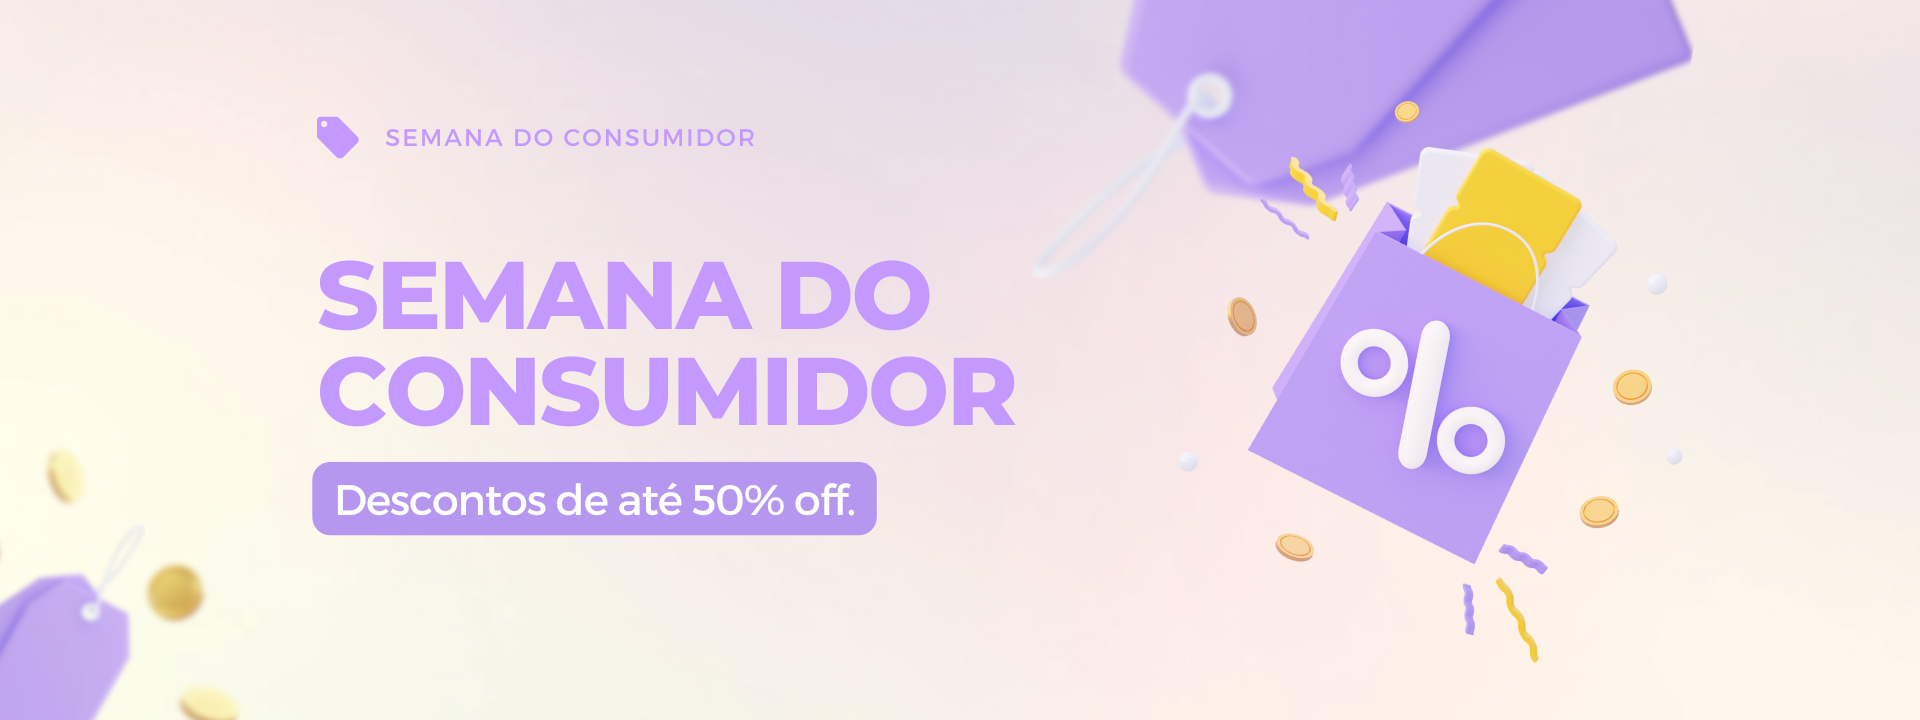 SEMANA DO CONSUMIDOR
SEMANA DO
CONSUMIDOR
Descontos de até 50% off.
%